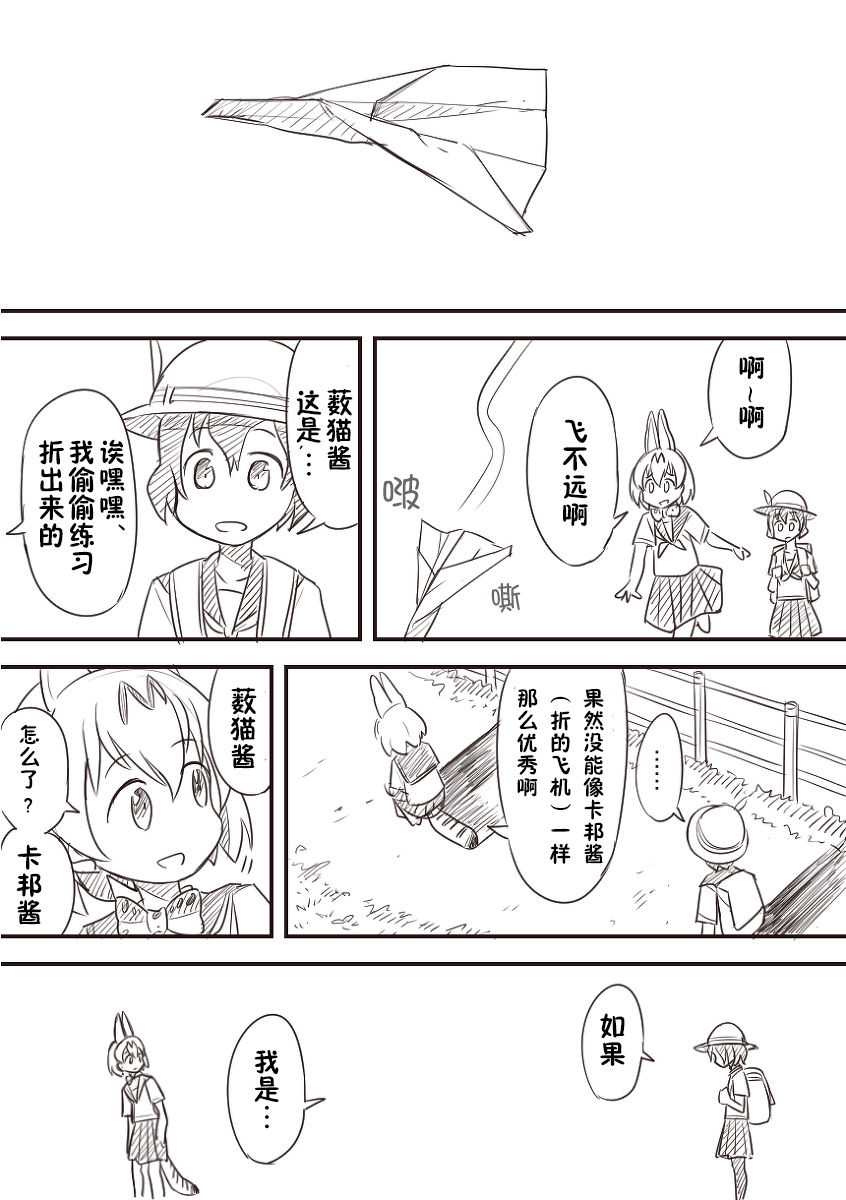 啊~啊
飞不远啊
啵
嘶
薮猫酱
这是…
诶嘿嘿、
我偷偷练习
折出来的
……
果然没能像卡邦酱
（折的飞机）一样
那么优秀啊
薮猫酱
怎么了？
卡邦酱
如果
我是…